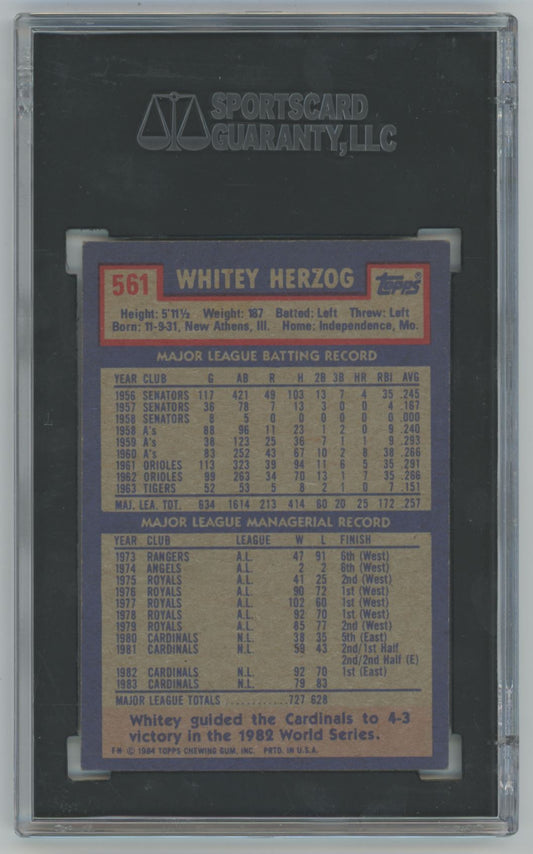 SPORTSCARD
GUARANTY, LLC
561 WHITEY HERZOG topps®
Height: 5'11½ Weight: 187 Batted: Left Threw: Left
Born: 11-9-31, New Athens, Ill. Home: Independence, Mo.
MAJOR LEAGUE BATTING RECORD
YEAR CLUB G AB R H 2B 3B HR RBI AVG
1956 SENATORS 117 421 49 103 13 7 4 35 .245
1957 SENATORS 36 78 7 13 3 0 0 4 .167
1958 SENATORS 8 5 0 0 0 0 0 0 .000
1958 A's 88 96 11 23 1 2 0 9 .240
1959 A's 38 123 25 36 7 1 1 9 .293
1960 A's 83 252 43 67 10 2 8 38 .266
1961 ORIOLES 113 323 39 94 11 6 5 35 .291
1962 ORIOLES 99 263 34 70 13 1 7 35 .266
1963 TIGERS 52 53 5 8 2 1 0 7 .151
MAJ. LEA. TOT. 634 1614 213 414 60 20 25 172 .257
MAJOR LEAGUE MANAGERIAL RECORD
YEAR CLUB LEAGUE W L FINISH
1973 RANGERS A.L. 47 91 6th (West)
1974 ANGELS A.L. 2 2 6th (West)
1975 ROYALS A.L. 41 25 2nd (West)
1976 ROYALS A.L. 90 72 1st (West)
1977 ROYALS A.L. 102 60 1st (West)
1978 ROYALS A.L. 92 70 1st (West)
1979 ROYALS A.L. 85 77 2nd (West)
1980 CARDINALS N.L. 38 35 5th (East)
1981 CARDINALS N.L. 59 43 2nd/1st Half
2nd/2nd Half (E)
1982 CARDINALS N.L. 92 70 1st (East)
1983 CARDINALS N.L. 79 83
MAJOR LEAGUE TOTALS ............727 628
Whitey guided the Cardinals to 4-3
victory in the 1982 World Series.
F* © 1984 TOPPS CHEWING GUM, INC. PRTD. IN U.S.A.